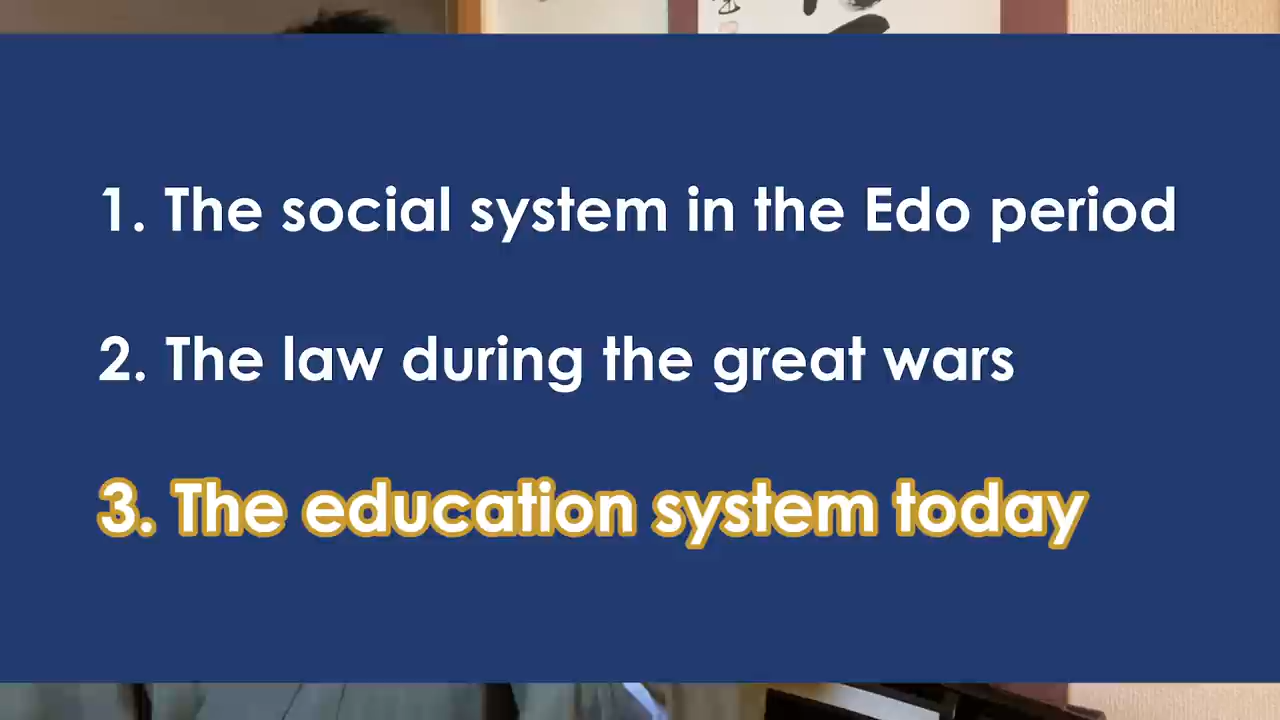 1. The social system in the Edo period
2. The law during the great wars
3. The education system today